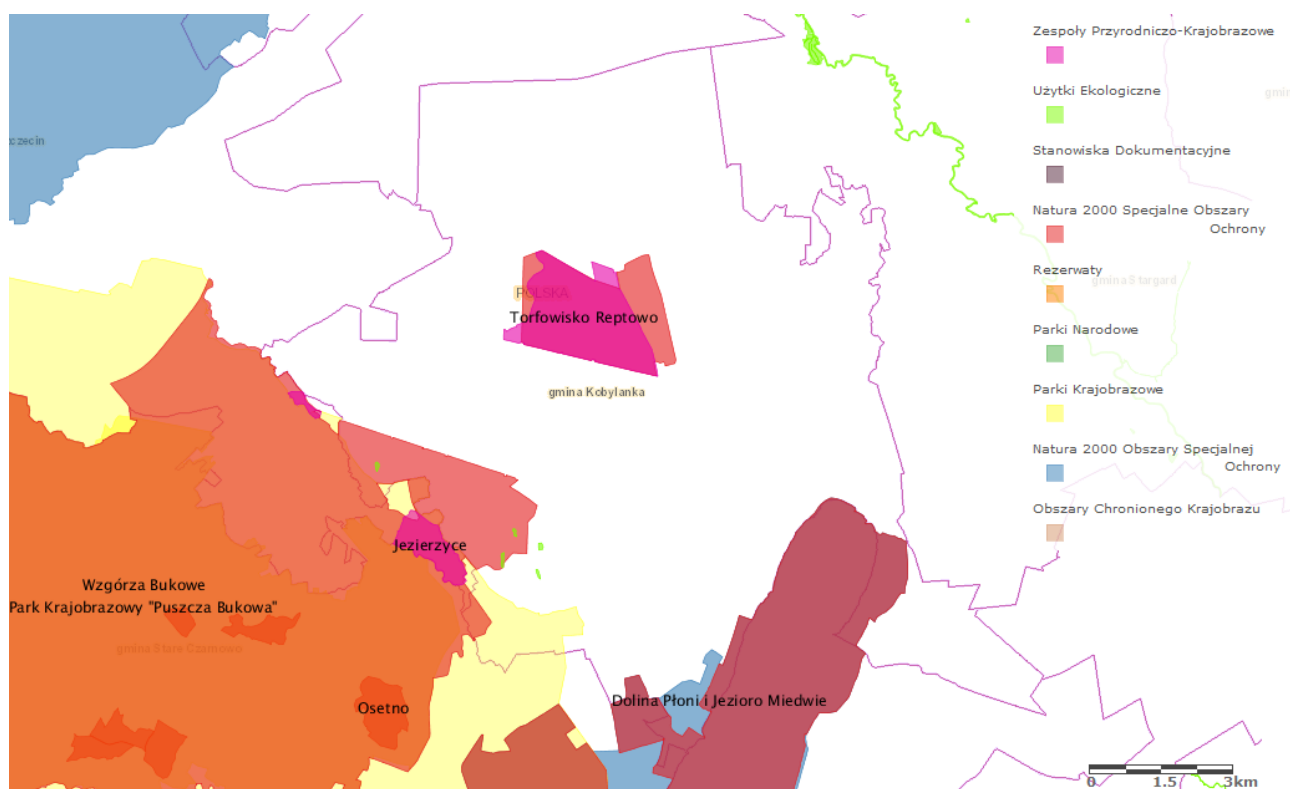 Zespoły Przyrodniczo-Krajobrazowe
Użytki Ekologiczne
Stanowiska Dokumentacyjne
Natura 2000 Specjalne Obszary
Ochrony
Rezerwaty
gmina Stargard
Parki Narodowe
Parki Krajobrazowe
Natura 2000 Obszary Specjalnej
Ochrony
Obszary Chronionego Krajobrazu
POLSKA
Torfowisko Reptowo
gmina Kobylanka
Jezierzyce
Wzgórza Bukowe
Park Krajobrazowy "Puszcza Bukowa"
gmina Stare Czarnowo
Osetno
Dolina Płoni i Jezioro Miedwie
0 1.5 3km